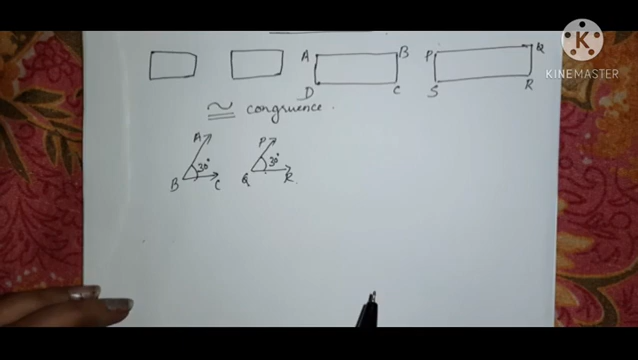 A B P Q
D C S R
≅ congruence.
A P
30° 30°
B C Q R
K
KINEMASTER